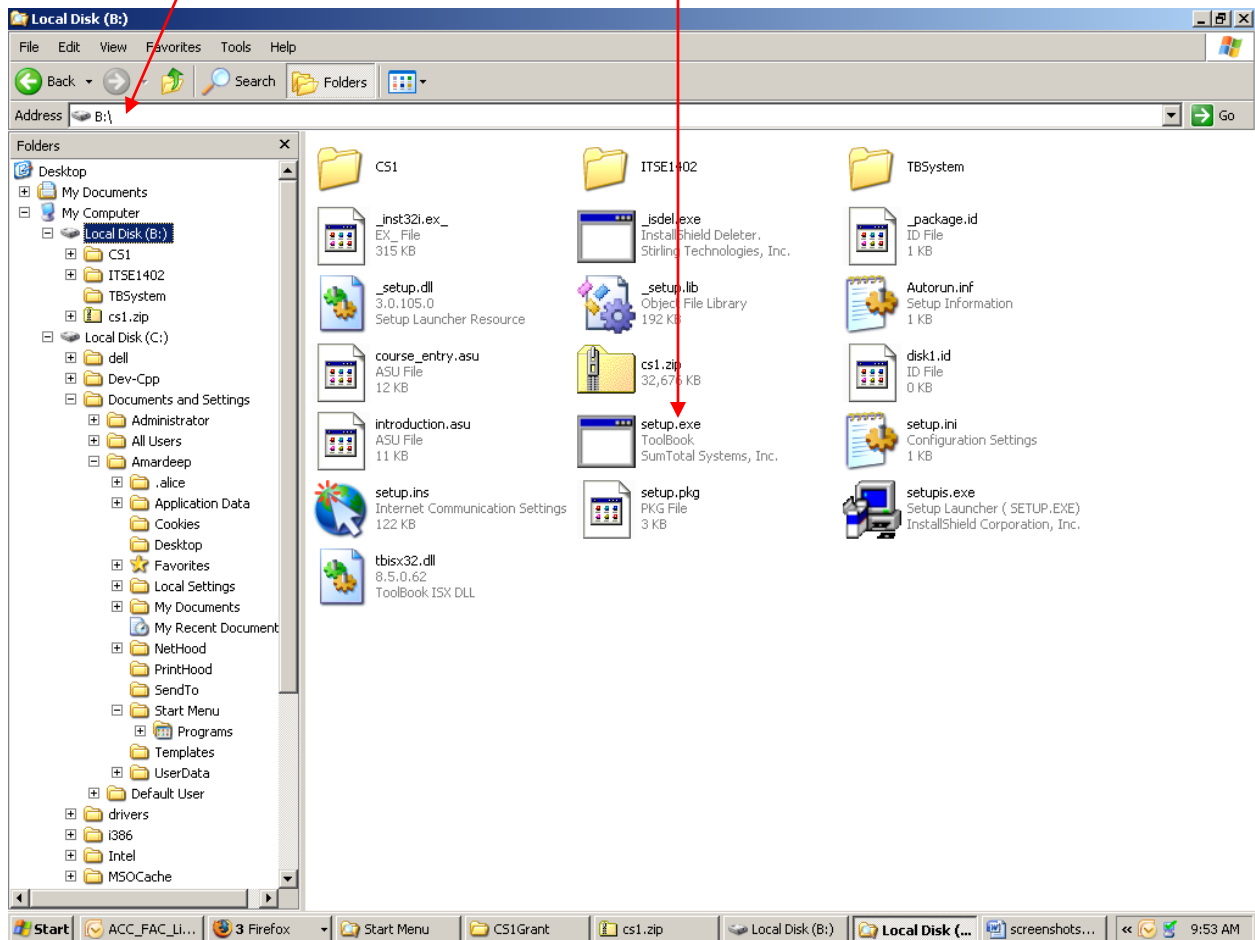 Local Disk (B:)
File Edit View Favorites Tools Help
Back Search Folders
Address B:\ Go
Folders
Desktop
My Documents
My Computer
Local Disk (B:)
CS1
ITSE1402
TBSystem
cs1.zip
Local Disk (C:)
dell
Dev-Cpp
Documents and Settings
Administrator
All Users
Amardeep
.alice
Application Data
Cookies
Desktop
Favorites
Local Settings
My Documents
My Recent Document
NetHood
PrintHood
SendTo
Start Menu
Programs
Templates
UserData
Default User
drivers
i386
Intel
MSOCache
CS1
ITSE1402
TBSystem
_inst32i.ex_
EX_ File
315 KB
_isdel.exe
InstallShield Deleter.
Stirling Technologies, Inc.
_package.id
ID File
1 KB
_setup.dll
3.0.105.0
Setup Launcher Resource
_setup.lib
Object File Library
192 KB
Autorun.inf
Setup Information
1 KB
course_entry.asu
ASU File
12 KB
cs1.zip
32,676 KB
disk1.id
ID File
0 KB
introduction.asu
ASU File
11 KB
setup.exe
ToolBook
SumTotal Systems, Inc.
setup.ini
Configuration Settings
1 KB
setup.ins
Internet Communication Settings
122 KB
setup.pkg
PKG File
3 KB
setupis.exe
Setup Launcher ( SETUP.EXE)
InstallShield Corporation, Inc.
tbisx32.dll
8.5.0.62
ToolBook ISX DLL
Start ACC_FAC_Li... 3 Firefox Start Menu CS1Grant cs1.zip Local Disk (B:) Local Disk (... screenshots... « 9:53 AM